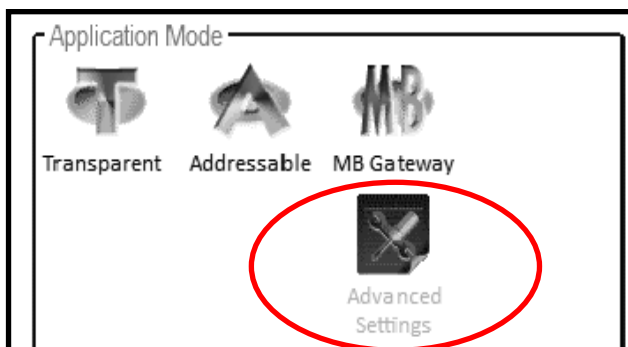 Application Mode
Transparent Addressable MB Gateway
Advanced
Settings